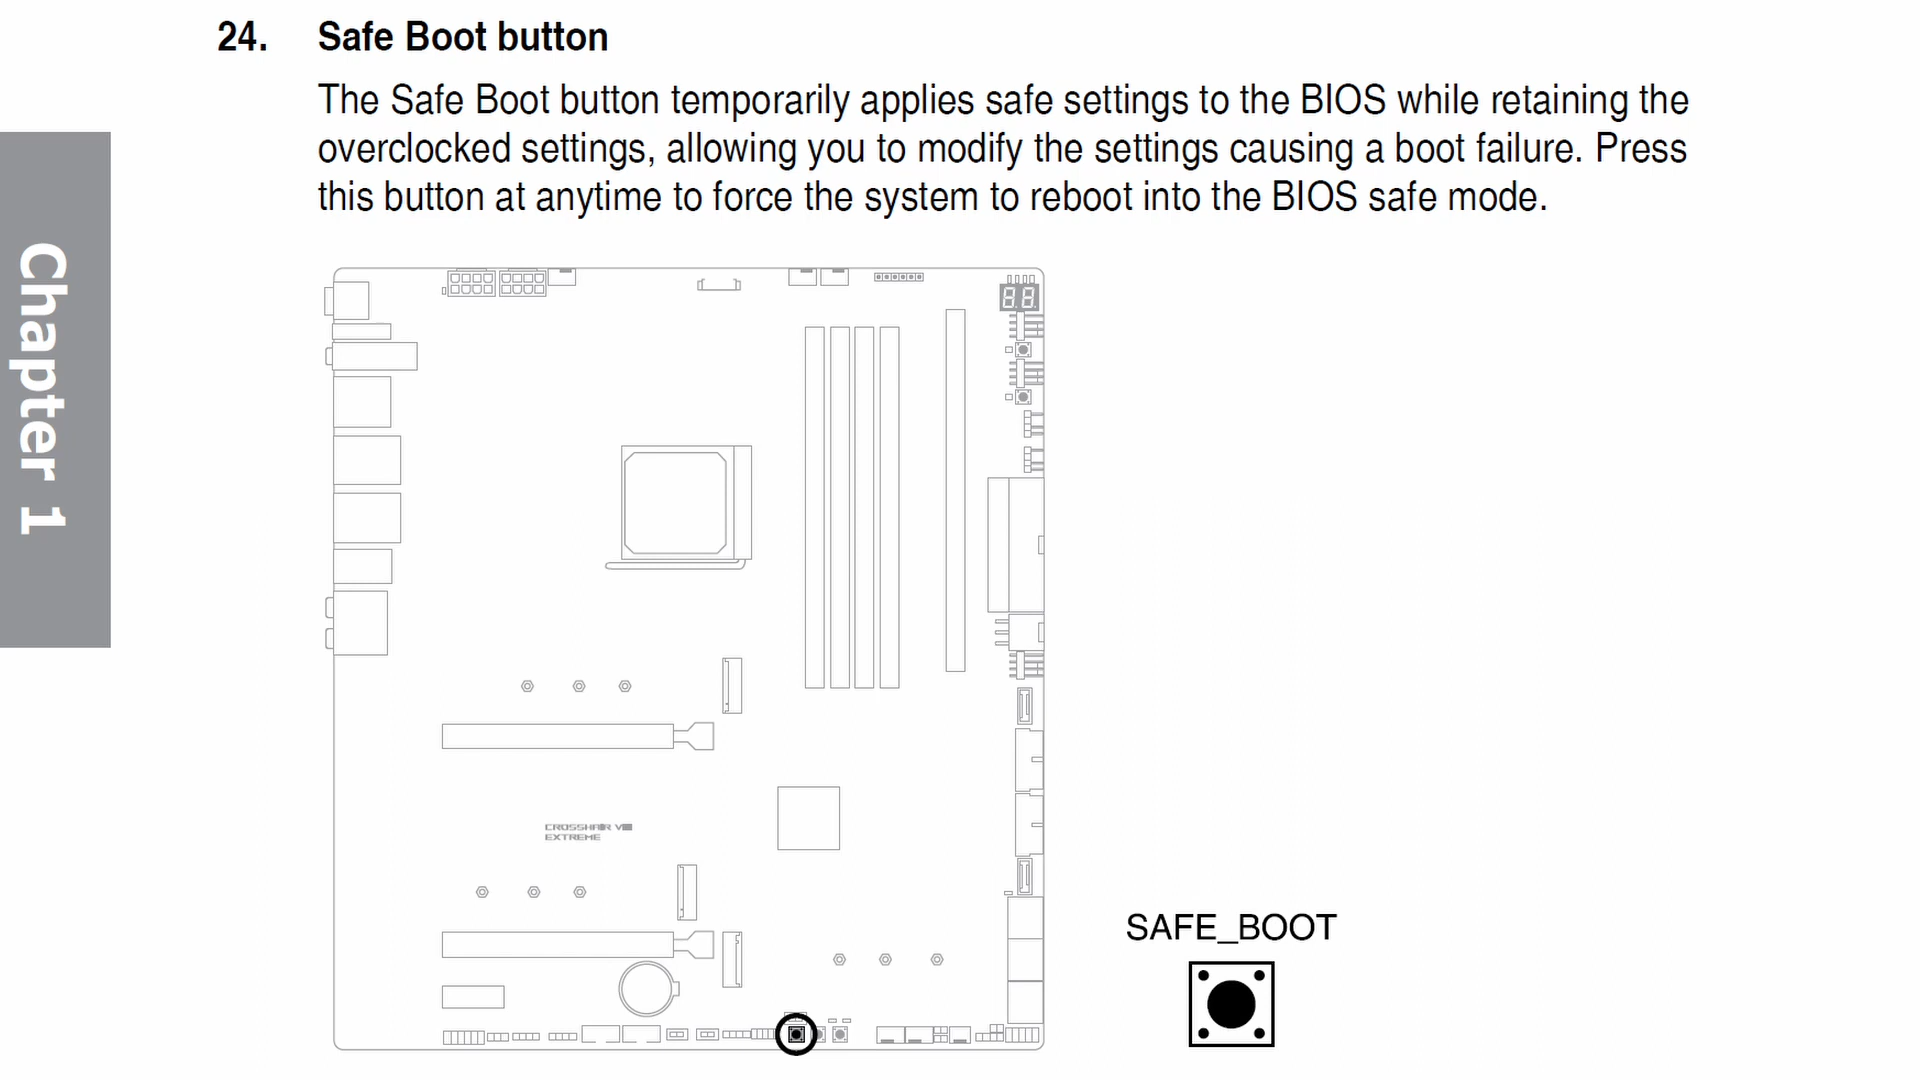 24. Safe Boot button
The Safe Boot button temporarily applies safe settings to the BIOS while retaining the
overclocked settings, allowing you to modify the settings causing a boot failure. Press
this button at anytime to force the system to reboot into the BIOS safe mode.
Chapter 1
88
CROSSHAIR VIII
EXTREME
SAFE_BOOT